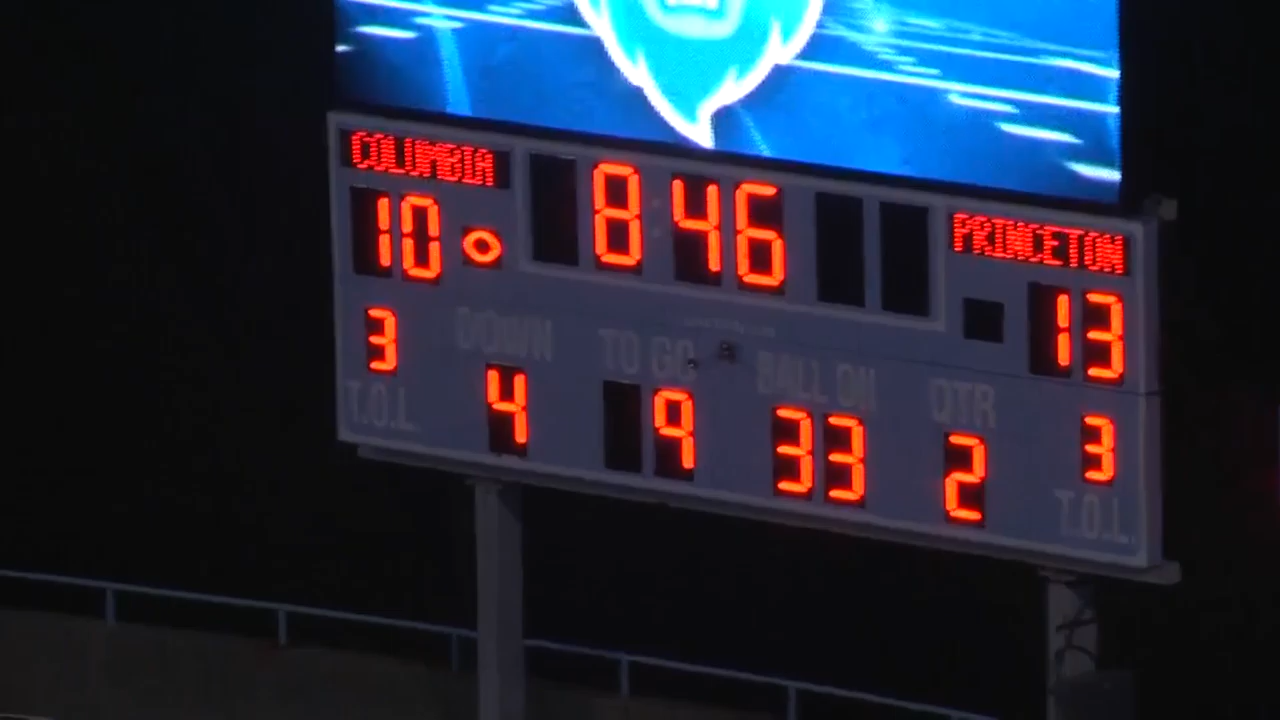 COLUMBIA 8:46 PRINCETON
10 13
3 DOWN TO GO BALL ON QTR 3
T.O.L. 4 9 33 2 T.O.L.